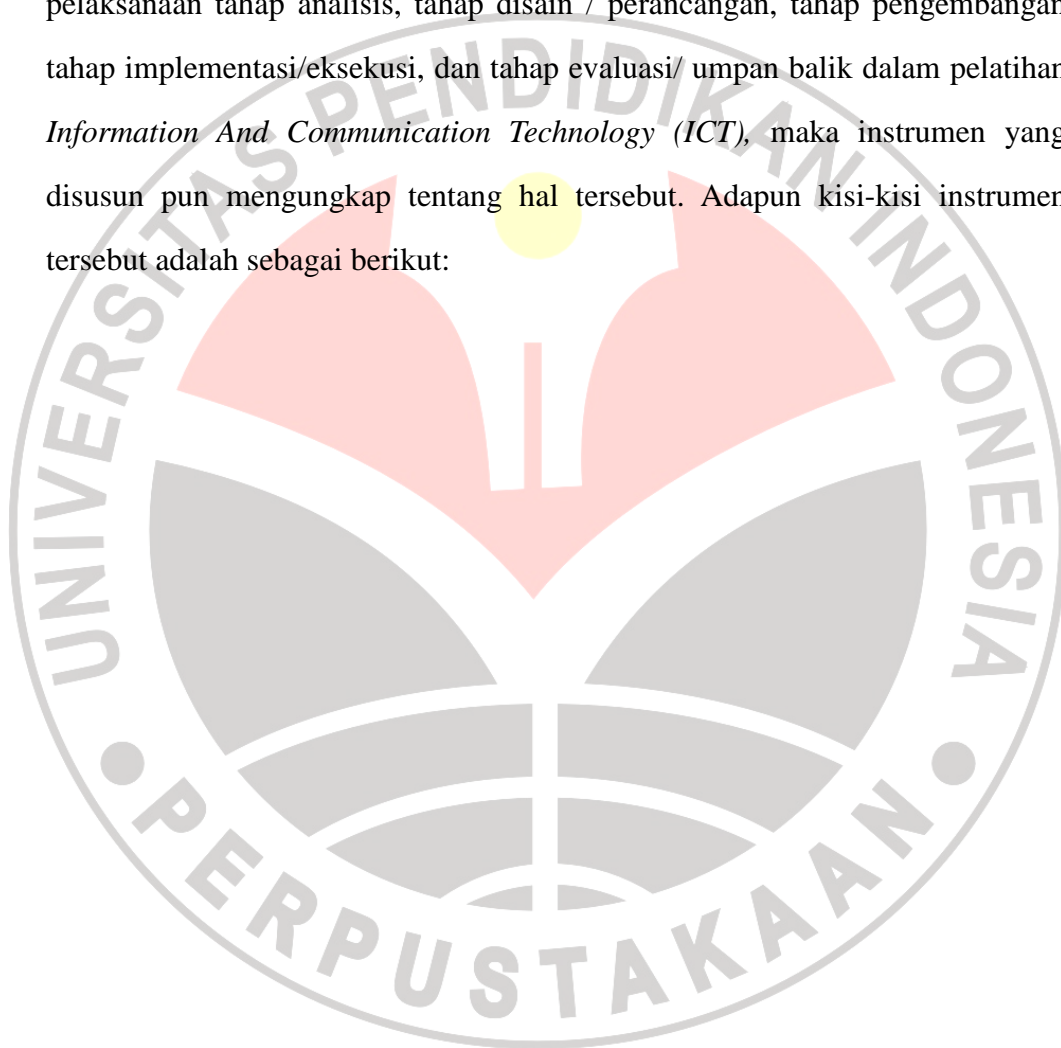 pelaksanaan tahap analisis, tahap disain / perancangan, tahap pengembangan
tahap implementasi/eksekusi, dan tahap evaluasi/ umpan balik dalam pelatihan
Information And Communication Technology (ICT), maka instrumen yang
disusun pun mengungkap tentang hal tersebut. Adapun kisi-kisi instrumen
tersebut adalah sebagai berikut:
UNIVERSITAS PENDIDIKAN INDONESIA
PERPUSTAKAAN